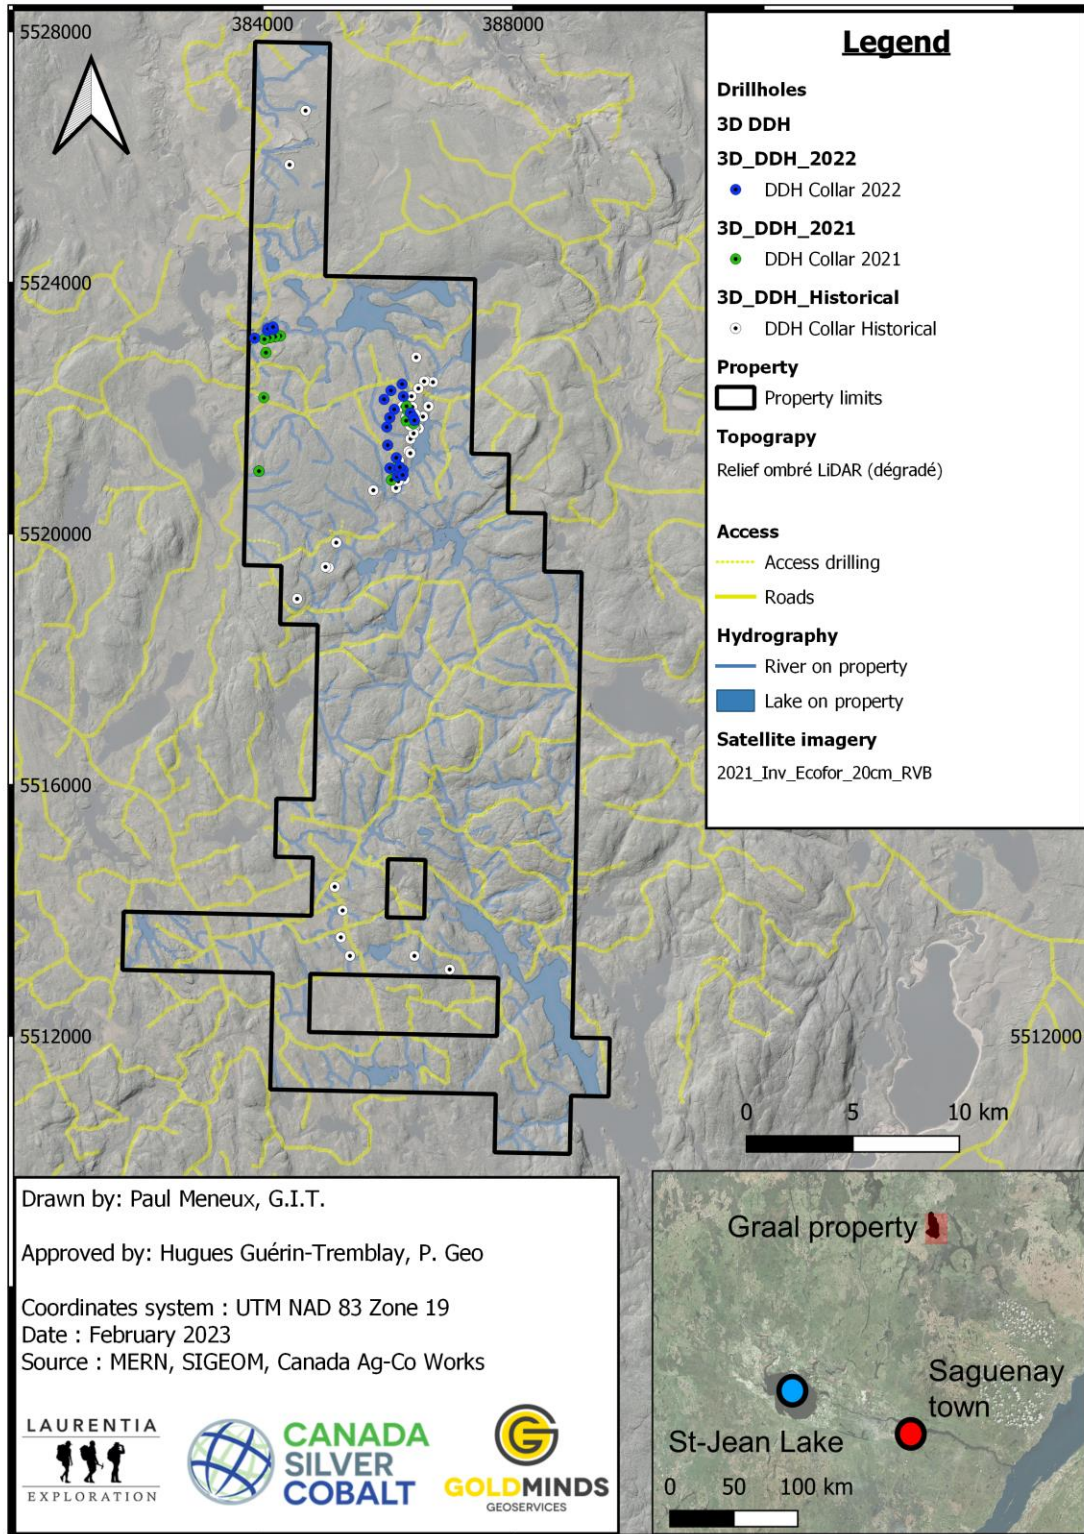 5528000
384000
388000
5524000
5520000
5516000
5512000
5512000
Legend
Drillholes
3D DDH
3D_DDH_2022
DDH Collar 2022
3D_DDH_2021
DDH Collar 2021
3D_DDH_Historical
DDH Collar Historical
Property
Property limits
Topograpy
Relief ombré LiDAR (dégradé)
Access
Access drilling
Roads
Hydrography
River on property
Lake on property
Satellite imagery
2021_Inv_Ecofor_20cm_RVB
0 5 10 km
Drawn by: Paul Meneux, G.I.T.
Approved by: Hugues Guérin-Tremblay, P. Geo
Coordinates system : UTM NAD 83 Zone 19
Date : February 2023
Source : MERN, SIGEOM, Canada Ag-Co Works
LAURENTIA
EXPLORATION
CANADA
SILVER
COBALT
GOLDMINDS
GEOSERVICES
Graal property
Saguenay
town
St-Jean Lake
0 50 100 km